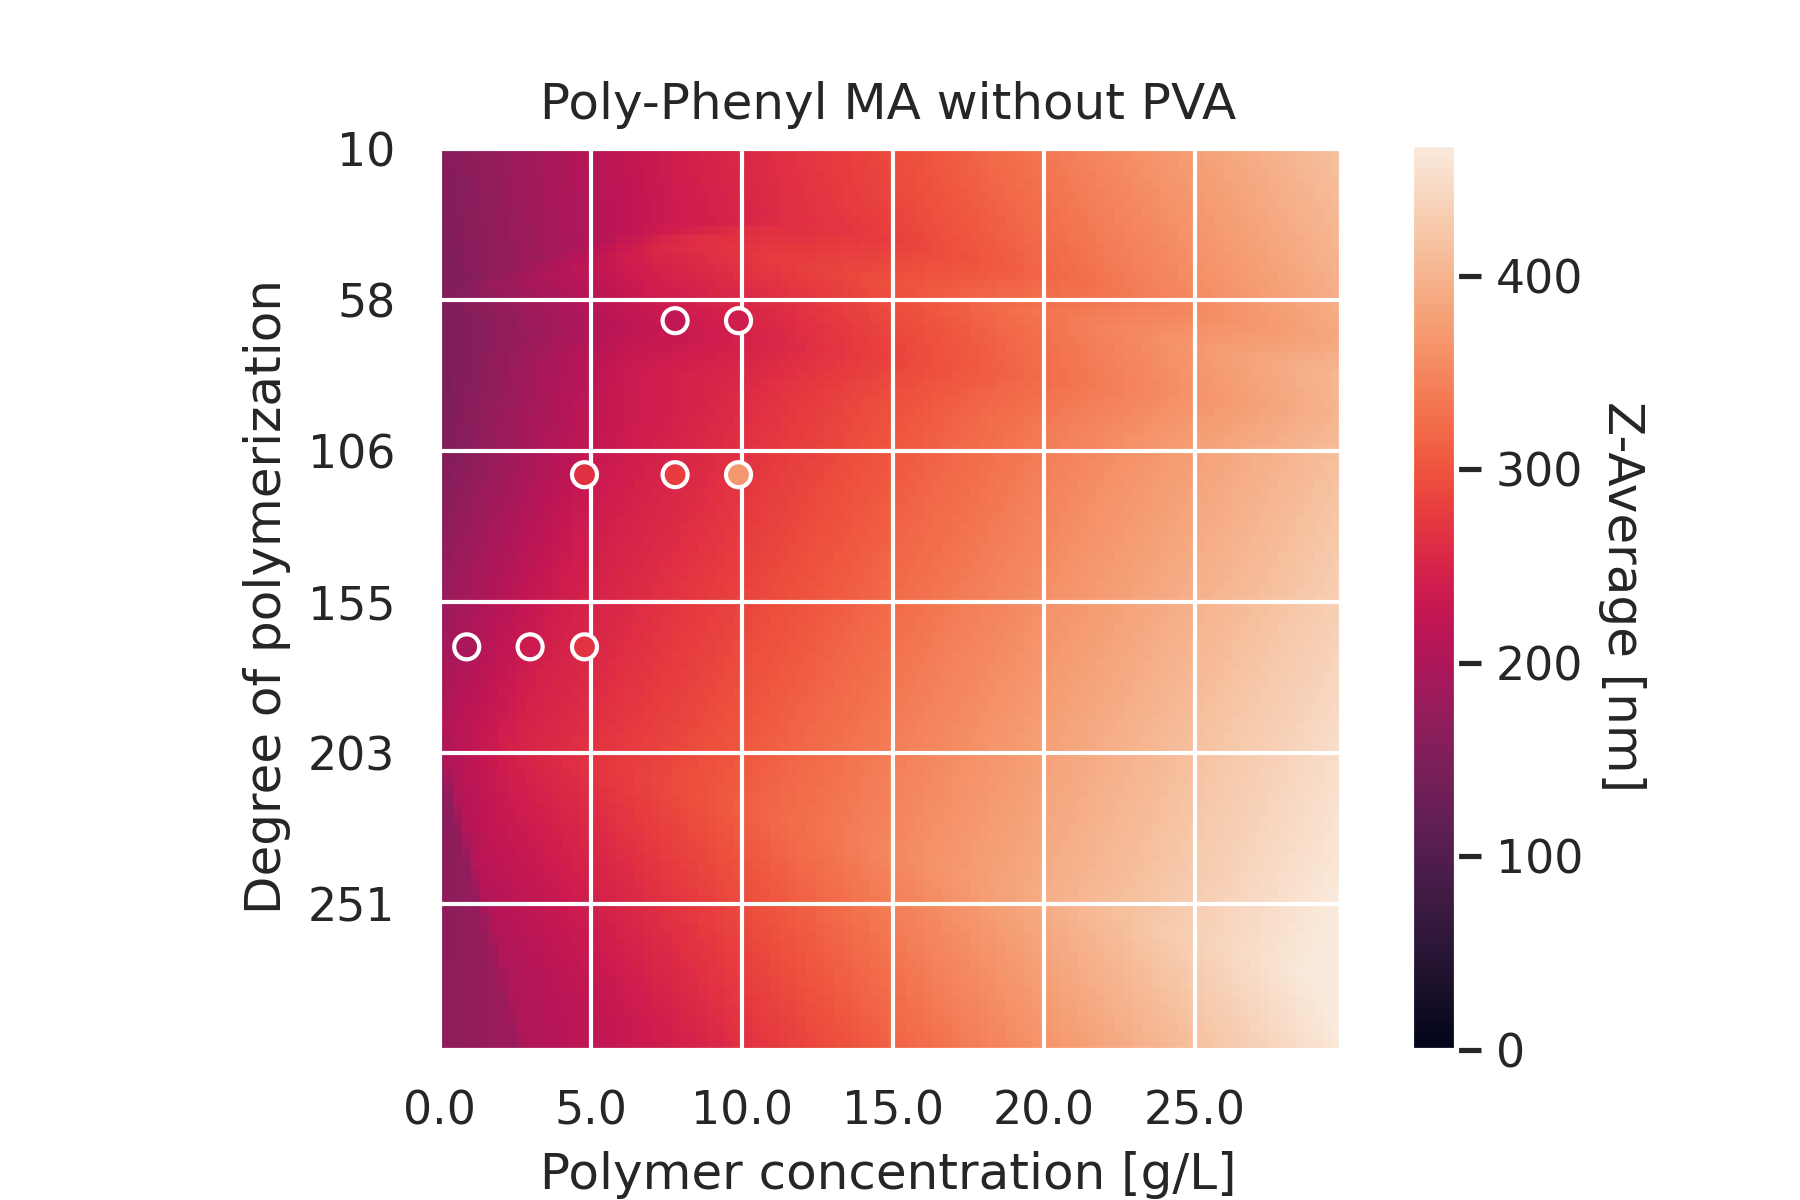 Poly-Phenyl MA without PVA
10
58
106
155
203
251
Degree of polymerization
0.0 5.0 10.0 15.0 20.0 25.0
Polymer concentration [g/L]
400
300
200
100
0
Z-Average [nm]